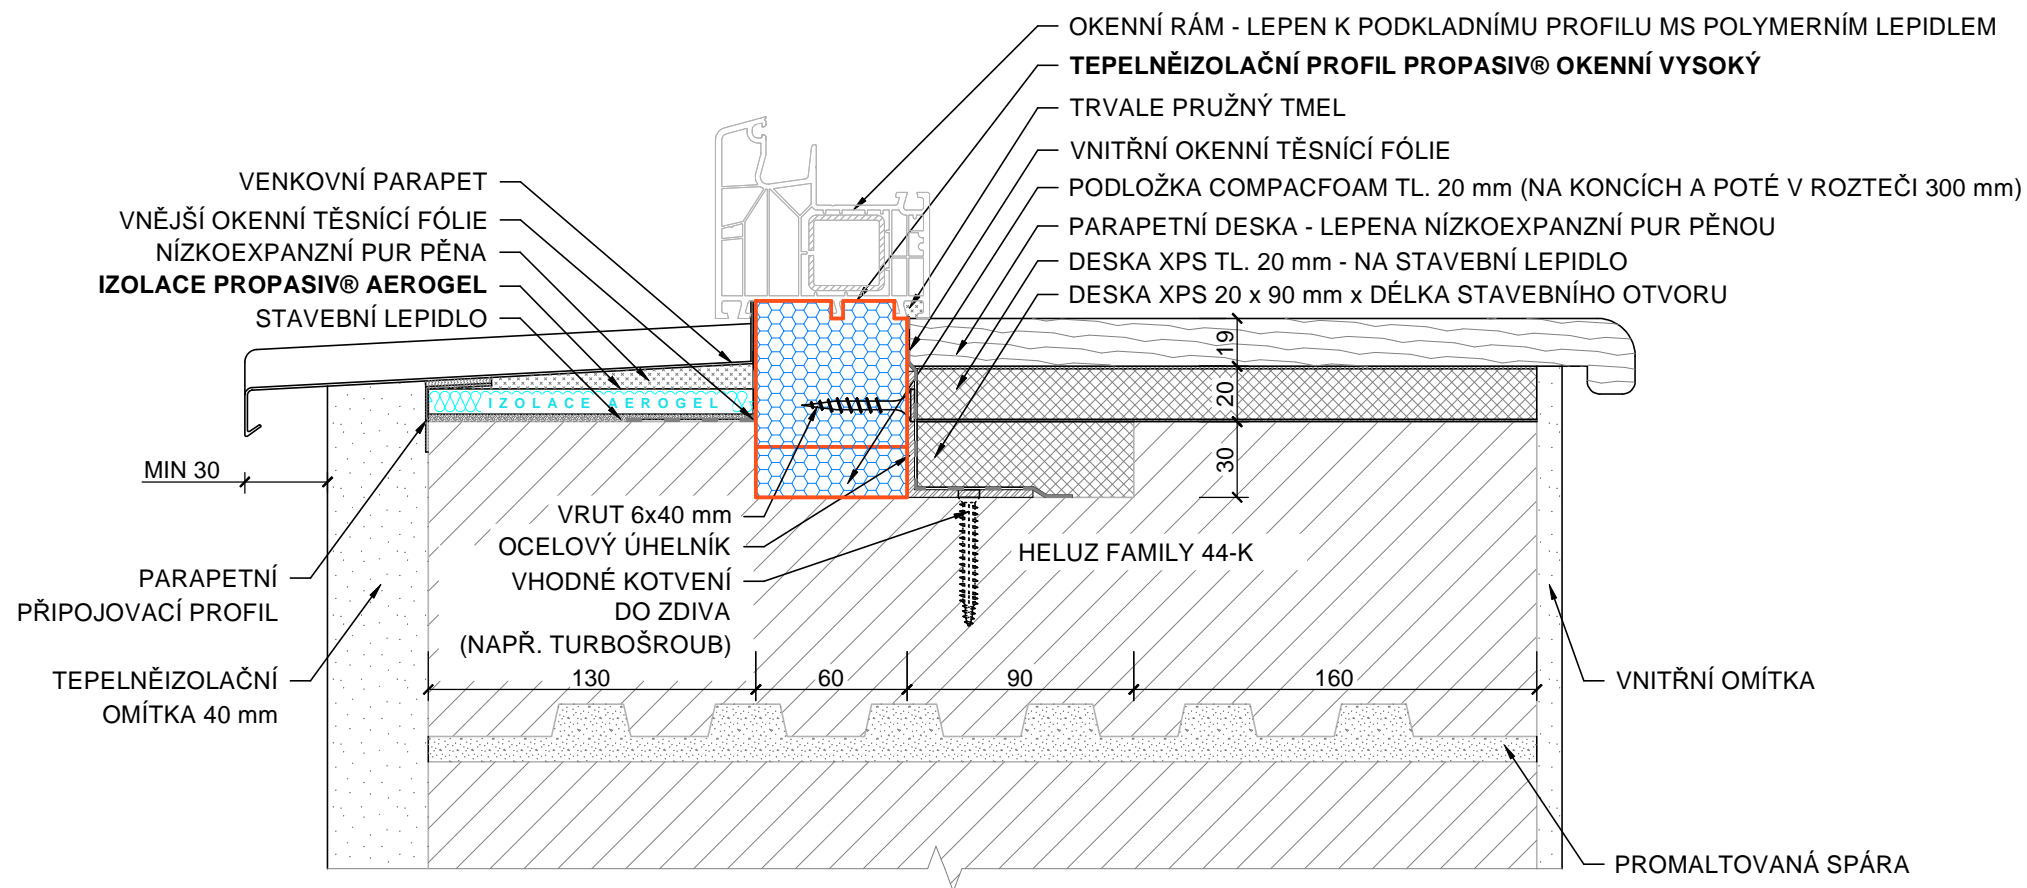 OKENNÍ RÁM - LEPEN K PODKLADNÍMU PROFILU MS POLYMERNÍM LEPIDLEM
TEPELNĚIZOLAČNÍ PROFIL PROPASIV® OKENNÍ VYSOKÝ
TRVALE PRUŽNÝ TMEL
VNITŘNÍ OKENNÍ TĚSNÍCÍ FÓLIE
PODLOŽKA COMPACFOAM TL. 20 mm (NA KONCÍCH A POTÉ V ROZTEČI 300 mm)
PARAPETNÍ DESKA - LEPENA NÍZKOEXPANZNÍ PUR PĚNOU
DESKA XPS TL. 20 mm - NA STAVEBNÍ LEPIDLO
DESKA XPS 20 x 90 mm x DÉLKA STAVEBNÍHO OTVORU
VENKOVNÍ PARAPET
VNĚJŠÍ OKENNÍ TĚSNÍCÍ FÓLIE
NÍZKOEXPANZNÍ PUR PĚNA
IZOLACE PROPASIV® AEROGEL
STAVEBNÍ LEPIDLO
IZOLACE AEROGEL
19
20
30
MIN 30
VRUT 6x40 mm
OCELOVÝ ÚHELNÍK
VHODNÉ KOTVENÍ
DO ZDIVA
(NAPŘ. TURBOŠROUB)
HELUZ FAMILY 44-K
PARAPETNÍ
PŘIPOJOVACÍ PROFIL
TEPELNĚIZOLAČNÍ
OMÍTKA 40 mm
130
60
90
160
VNITŘNÍ OMÍTKA
PROMALTOVANÁ SPÁRA